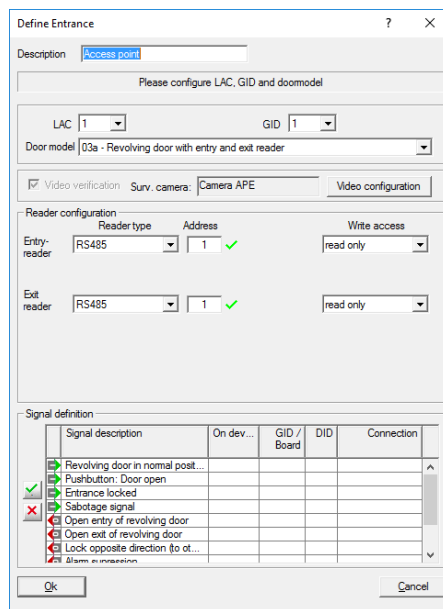 Define Entrance ? ×
Description Access point
Please configure LAC, GID and doormodel
LAC 1 GID 1
Door model 03a - Revolving door with entry and exit reader
Video verification Surv. camera: Camera APE Video configuration
Reader configuration
Reader type Address Write access
Entry-
reader RS485 1 read only
Exit
reader RS485 1 read only
Signal definition
Signal description On dev... GID / Board DID Connection
Revolving door in normal posit...
Pushbutton: Door open
Entrance locked
Sabotage signal
Open entry of revolving door
Open exit of revolving door
Lock opposite direction (to ot...
Alarm supression
Ok Cancel